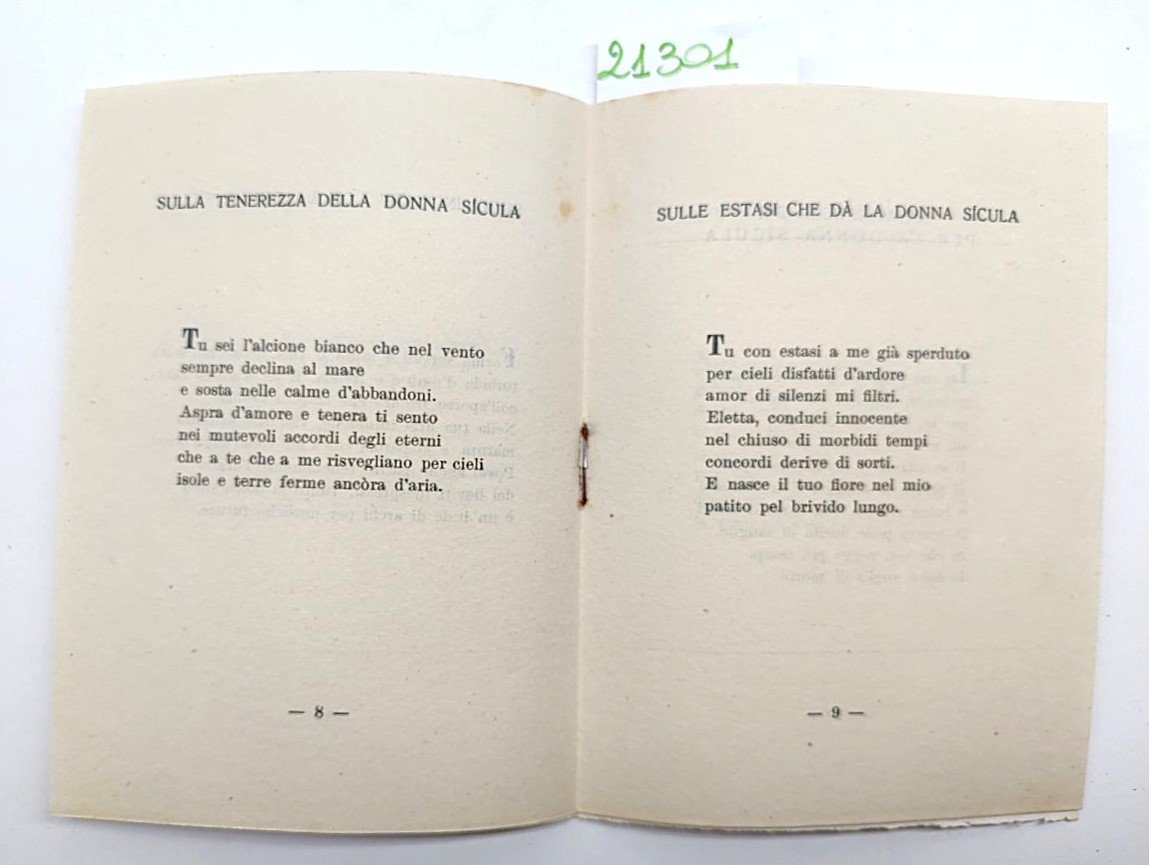 21301
SULLA TENEREZZA DELLA DONNA SÍCULA
Tu sei l'alcione bianco che nel vento
sempre declina al mare
e sosta nelle calme d'abbandoni.
Aspra d'amore e tenera ti sento
nei mutevoli accordi degli eterni
che a te che a me risvegliano per cieli
isole e terre ferme ancòra d'aria.
— 8 —
SULLE ESTASI CHE DÀ LA DONNA SÍCULA
Tu con estasi a me già sperduto
per cieli disfatti d'ardore
amor di silenzi mi filtri.
Eletta, conduci innocente
nel chiuso di morbidi tempi
concordi derive di sorti.
E nasce il tuo fiore nel mio
patito pel brivido lungo.
— 9 —